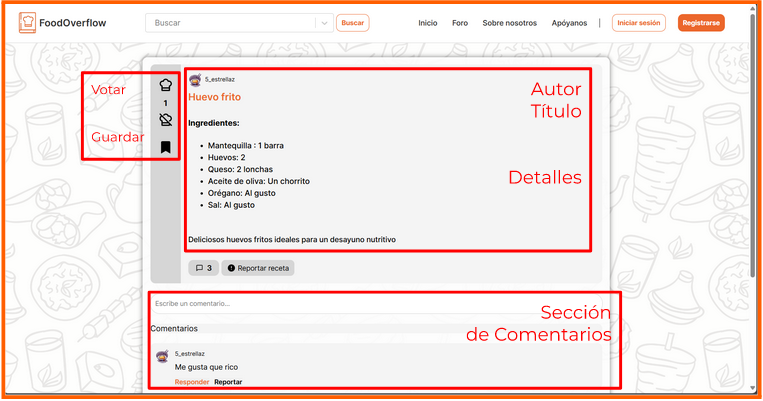 FoodOverflow
Buscar
Buscar
Inicio
Foro
Sobre nosotros
Apóyanos
|
Iniciar sesión
Registrarse
Votar
Guardar
1
5_estrellaz
Huevo frito
Autor
Título
Ingredientes:
• Mantequilla : 1 barra
• Huevos: 2
• Queso: 2 lonchas
• Aceite de oliva: Un chorrito
• Orégano: Al gusto
• Sal: Al gusto
Detalles
Deliciosos huevos fritos ideales para un desayuno nutritivo
3
Reportar receta
Escribe un comentario...
Sección
de Comentarios
Comentarios
5_estrellaz
Me gusta que rico
Responder Reportar